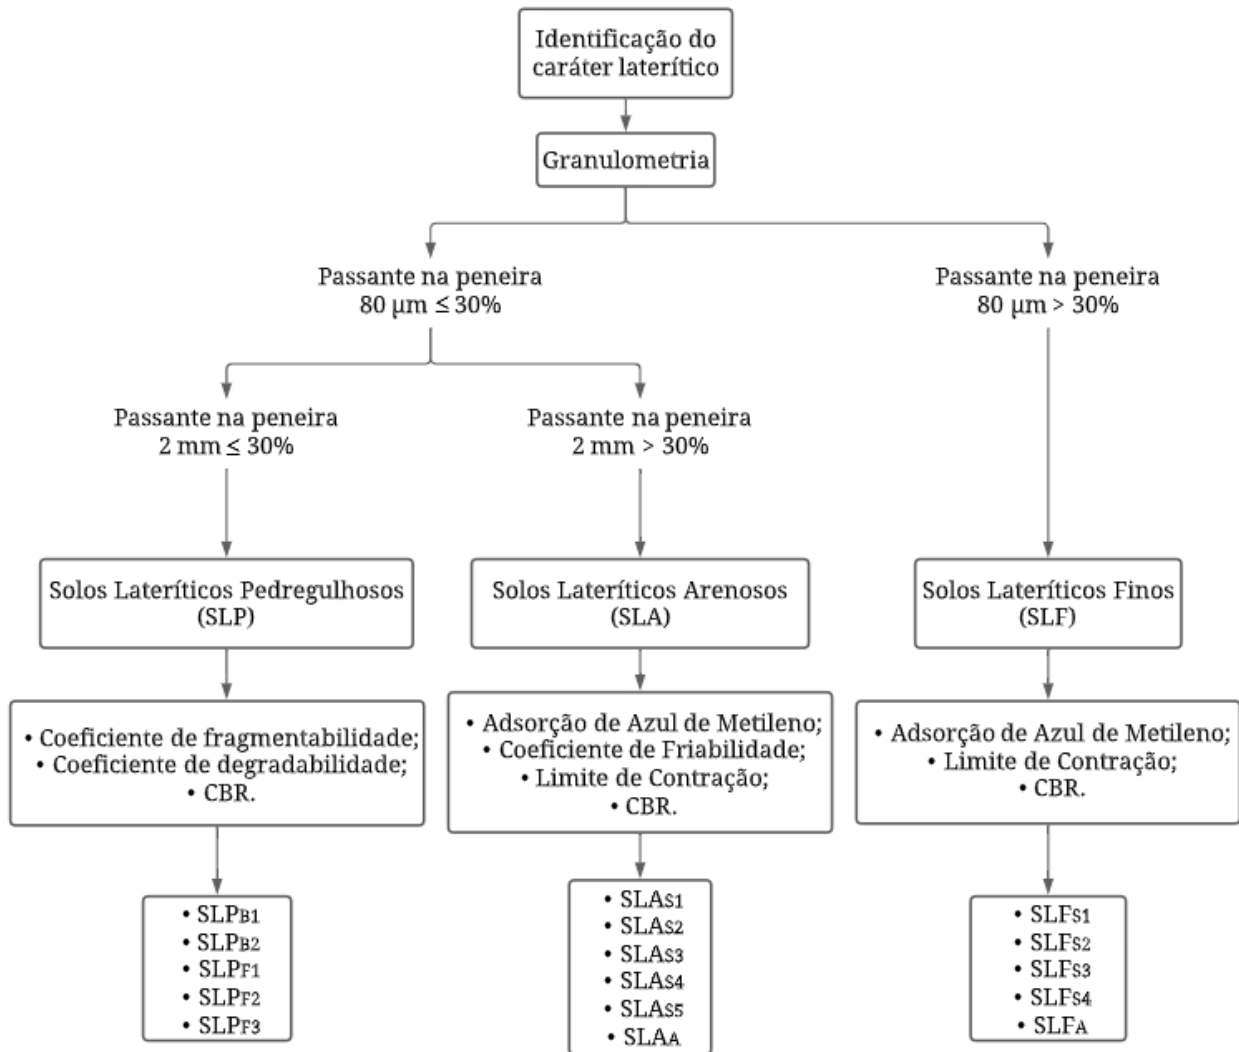 Identificação do
caráter laterítico
Granulometria
Passante na peneira
80 μm ≤ 30%
Passante na peneira
80 μm > 30%
Passante na peneira
2 mm ≤ 30%
Passante na peneira
2 mm > 30%
Solos Lateríticos Pedregulhosos
(SLP)
Solos Lateríticos Arenosos
(SLA)
Solos Lateríticos Finos
(SLF)
• Coeficiente de fragmentabilidade;
• Coeficiente de degradabilidade;
• CBR.
• Adsorção de Azul de Metileno;
• Coeficiente de Friabilidade;
• Limite de Contração;
• CBR.
• Adsorção de Azul de Metileno;
• Limite de Contração;
• CBR.
• SLPB1
• SLPB2
• SLPF1
• SLPF2
• SLPF3
• SLAS1
• SLAS2
• SLAS3
• SLAS4
• SLAS5
• SLAA
• SLFS1
• SLFS2
• SLFS3
• SLFS4
• SLFA